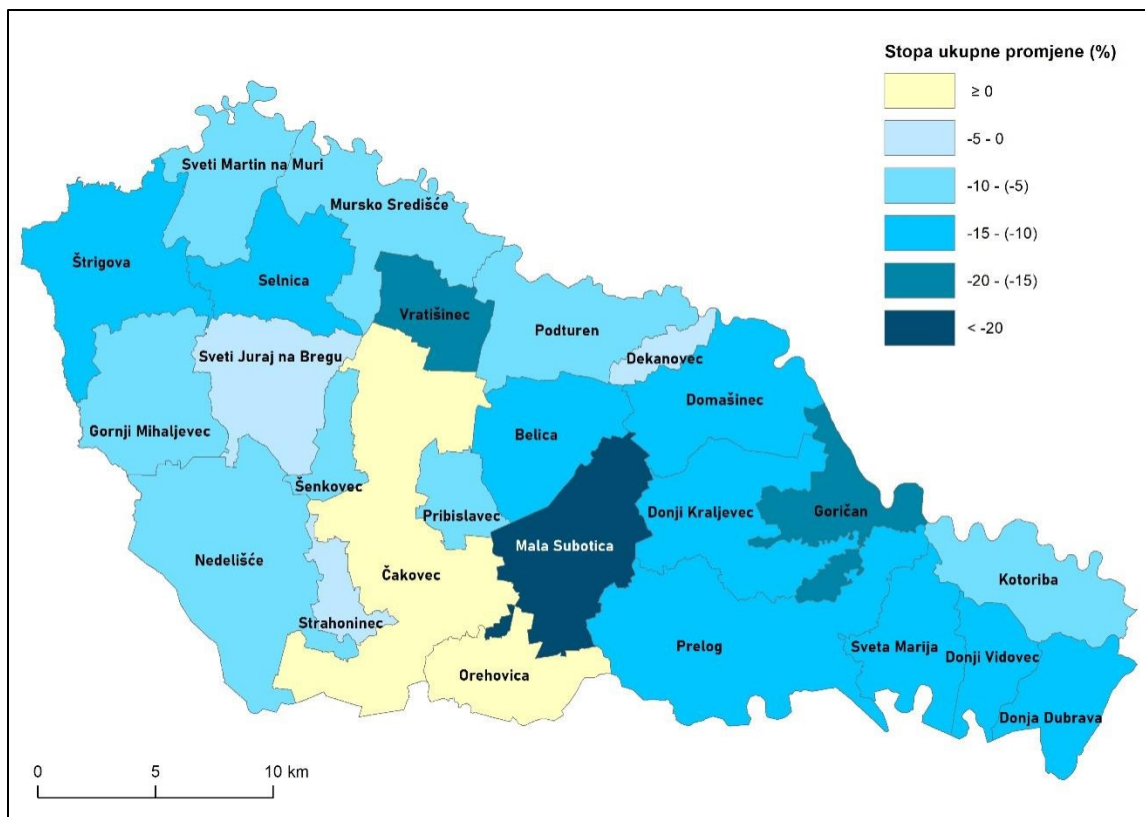 Stopa ukupne promjene (%)
≥ 0
-5 - 0
-10 - (-5)
-15 - (-10)
-20 - (-15)
< -20
Sveti Martin na Muri
Mursko Središće
Štrigova
Selnica
Vratišinec
Podturen
Sveti Juraj na Bregu
Dekanovec
Domašinec
Gornji Mihaljevec
Belica
Šenkovec
Pribislavec
Donji Kraljevec
Goričan
Mala Subotica
Nedelišće
Čakovec
Kotoriba
Strahoninec
Prelog
Sveta Marija
Donji Vidovec
Orehovica
Donja Dubrava
0 5 10 km